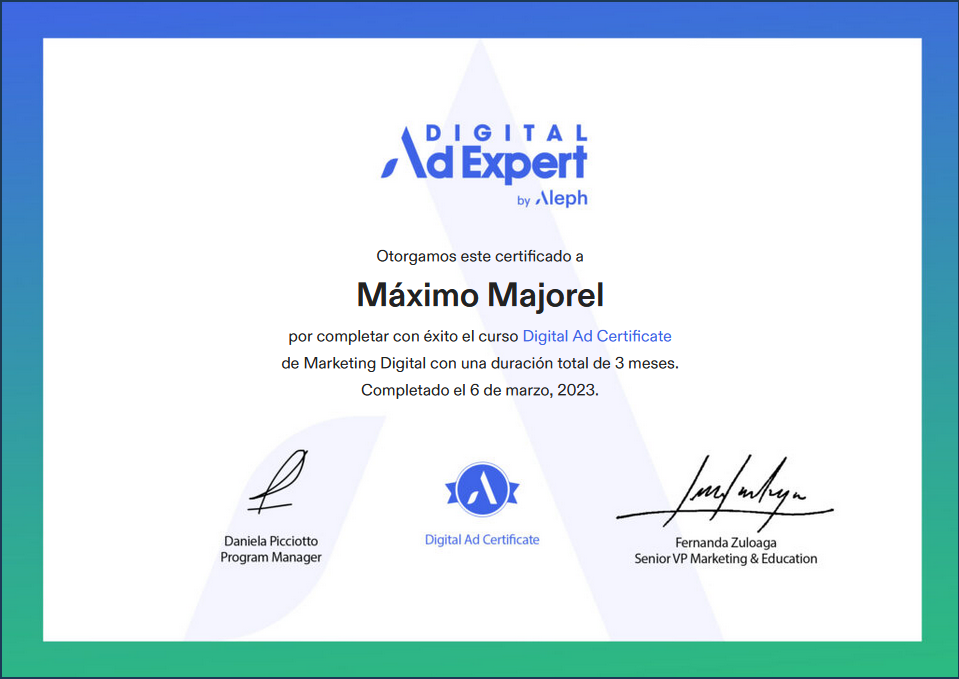 DIGITAL
Ad Expert
by Aleph
Otorgamos este certificado a
Máximo Majorel
por completar con éxito el curso Digital Ad Certificate
de Marketing Digital con una duración total de 3 meses.
Completado el 6 de marzo, 2023.
Digital Ad Certificate
Daniela Picciotto
Program Manager
Fernanda Zuloaga
Senior VP Marketing & Education